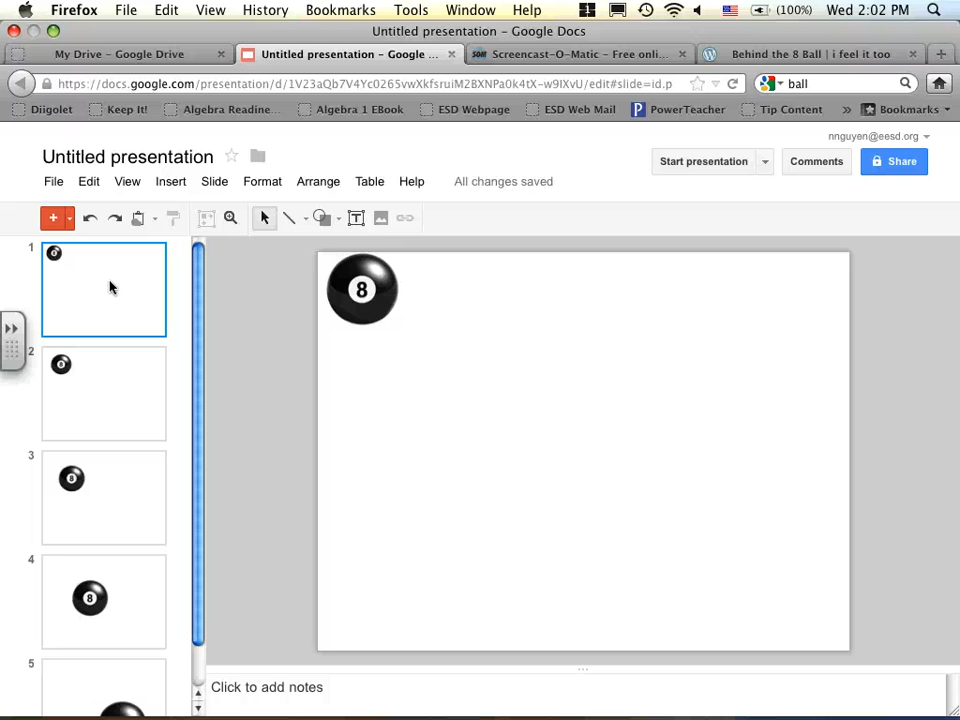 Firefox File Edit View History Bookmarks Tools Window Help (100%) Wed 2:02 PM
Untitled presentation – Google Docs
My Drive – Google Drive Untitled presentation – Google ... Screencast-O-Matic – Free onli... Behind the 8 Ball | i feel it too
https://docs.google.com/presentation/d/1V23aQb7V4Yc0265vwXkfsruiM2BXNPa0k4tX-w9IXvU/edit#slide=id.p ball
Diigolet Keep It! Algebra Readine... Algebra 1 EBook ESD Webpage ESD Web Mail PowerTeacher Tip Content » Bookmarks
nnguyen@eesd.org
Untitled presentation Start presentation Comments Share
File Edit View Insert Slide Format Arrange Table Help All changes saved
1
8
8
2
8
3
8
4
8
5
Click to add notes